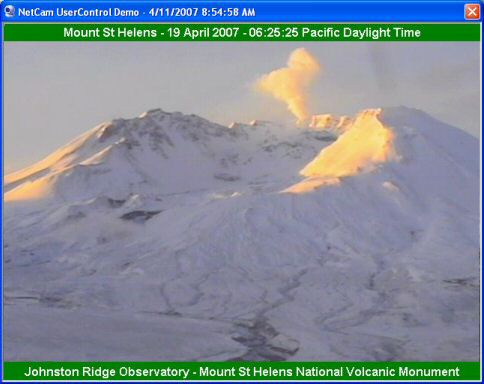 NetCam UserControl Demo - 4/11/2007 8:54:58 AM
Mount St Helens - 19 April 2007 - 06:25:25 Pacific Daylight Time
Johnston Ridge Observatory - Mount St Helens National Volcanic Monument